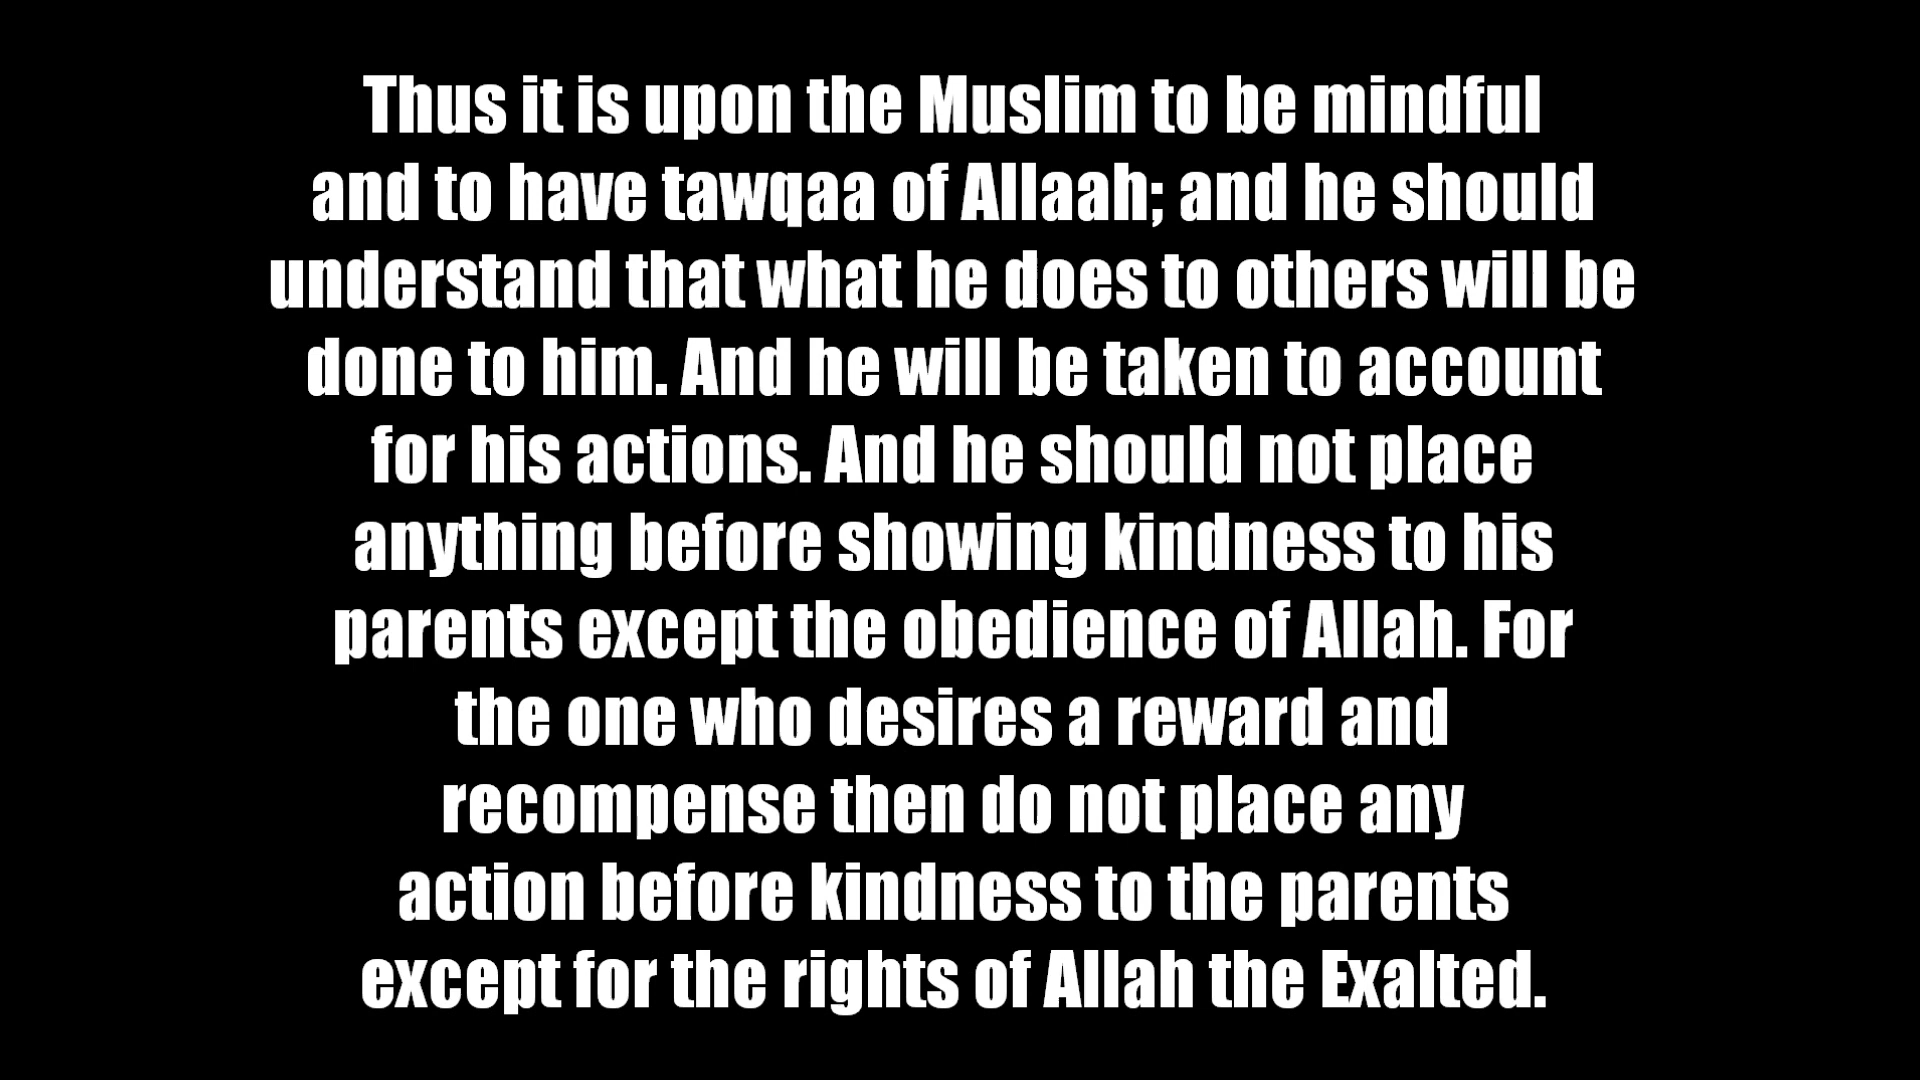 Thus it is upon the Muslim to be mindful
and to have tawqaa of Allaah; and he should
understand that what he does to others will be
done to him. And he will be taken to account
for his actions. And he should not place
anything before showing kindness to his
parents except the obedience of Allah. For
the one who desires a reward and
recompense then do not place any
action before kindness to the parents
except for the rights of Allah the Exalted.